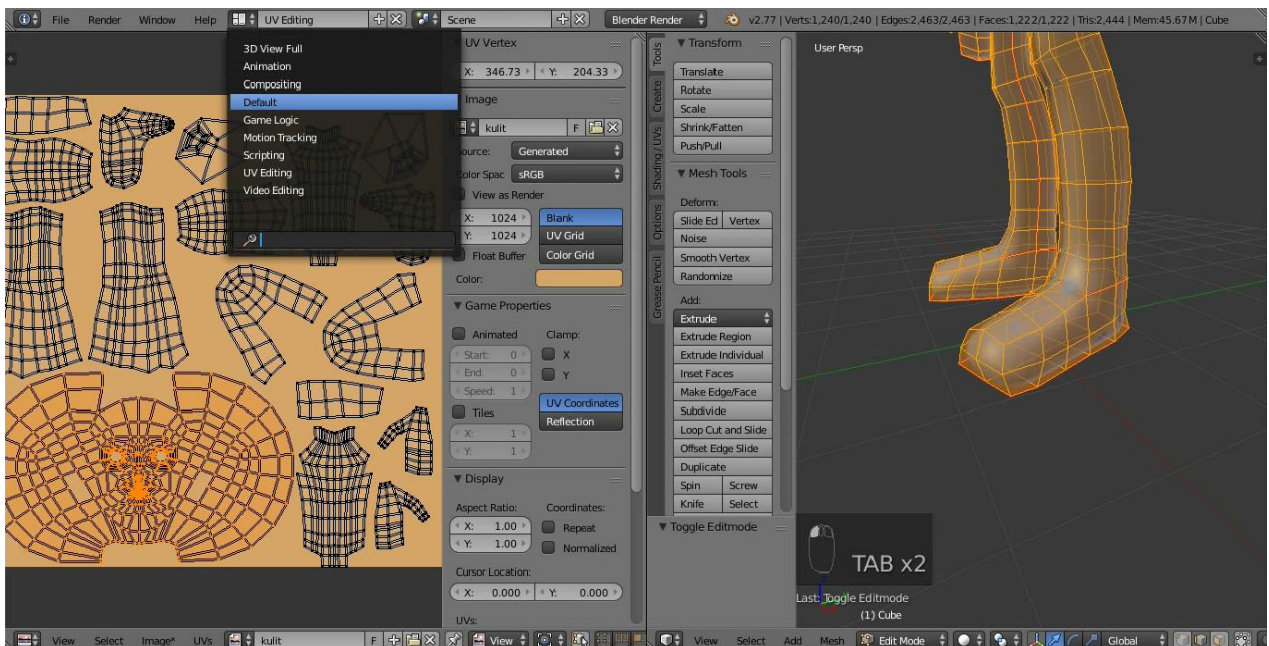 File Render Window Help UV Editing Scene Blender Render v2.77 | Verts:1,240/1,240 | Edges:2,463/2,463 | Faces:1,222/1,222 | Tris:2,444 | Mem:45.67M | Cube
3D View Full
Animation
Compositing
Default
Game Logic
Motion Tracking
Scripting
UV Editing
Video Editing
UV Vertex
X: 346.73 Y: 204.33
Image
kulit F
ource: Generated
olor Spac sRGB
View as Render
X: 1024 Blank
Y: 1024 UV Grid
Float Buffer Color Grid
Color:
Game Properties
Animated Clamp:
Start: 0 X
End: 0 Y
Speed: 1
Tiles UV Coordinates
X: 1 Reflection
Y: 1
Display
Aspect Ratio: Coordinates:
X: 1.00 Repeat
Y: 1.00 Normalized
Cursor Location:
X: 0.000 Y: 0.000
UVs:
Tools
Create
Shading / UVs
Options
Grease Pencil
Transform
Translate
Rotate
Scale
Shrink/Fatten
Push/Pull
Mesh Tools
Deform:
Slide Ed Vertex
Noise
Smooth Vertex
Randomize
Add:
Extrude
Extrude Region
Extrude Individual
Inset Faces
Make Edge/Face
Subdivide
Loop Cut and Slide
Offset Edge Slide
Duplicate
Spin Screw
Knife Select
Toggle Editmode
User Persp
TAB x2
Last: Toggle Editmode
(1) Cube
View Select Image* UVs kulit F View
View Select Add Mesh Edit Mode Global